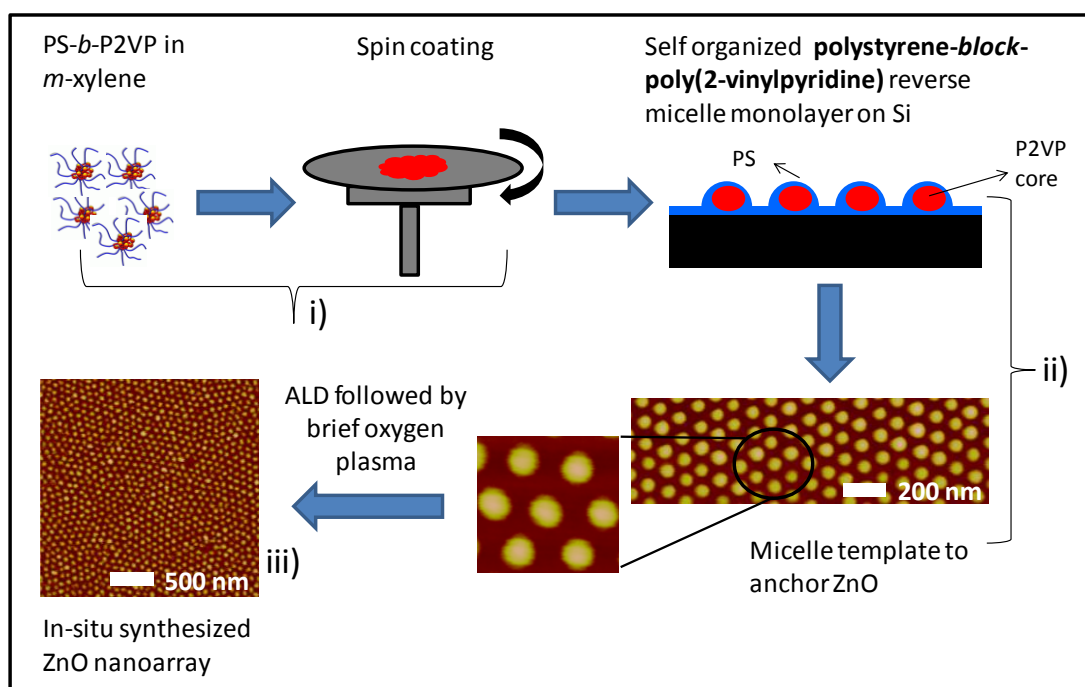 PS-b-P2VP in
m-xylene
Spin coating
Self organized polystyrene-block-
poly(2-vinylpyridine) reverse
micelle monolayer on Si
PS
P2VP
core
i)
ii)
ALD followed by
brief oxygen
plasma
200 nm
500 nm
iii)
Micelle template to
anchor ZnO
In-situ synthesized
ZnO nanoarray